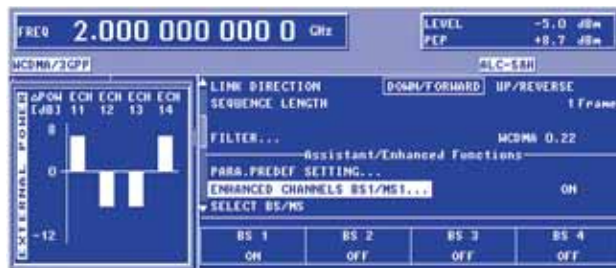 FREQ 2.000 000 000 0 GHz
LEVEL -5.0 dBm
PEP +8.7 dBm
WCDMA/3GPP
ALC-S&H
EXTERNAL POWER
ΔPOW ECH ECH ECH ECH
[dB] 11 12 13 14
8
0
-12
LINK DIRECTION DOWN/FORWARD UP/REVERSE
SEQUENCE LENGTH 1 Frame
FILTER... WCDMA 0.22
Assistant/Enhanced Functions
PARA.PREDEF SETTING...
ENHANCED CHANNELS BS1/MS1... ON
SELECT BS/MS
BS 1 BS 2 BS 3 BS 4
ON OFF OFF OFF